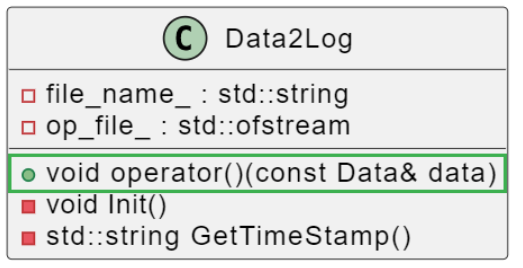 C Data2Log
file_name_ : std::string
op_file_ : std::ofstream
void operator()(const Data& data)
void Init()
std::string GetTimeStamp()